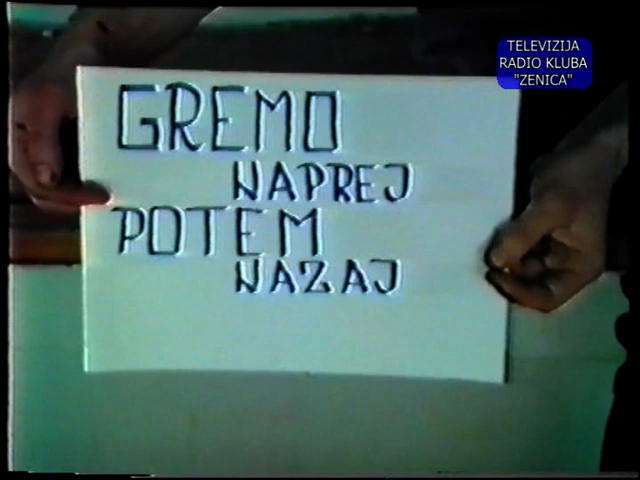 TELEVIZIJA
RADIO KLUBA
"ZENICA"
GREMO
NAPREJ
POTEM
NAZAJ